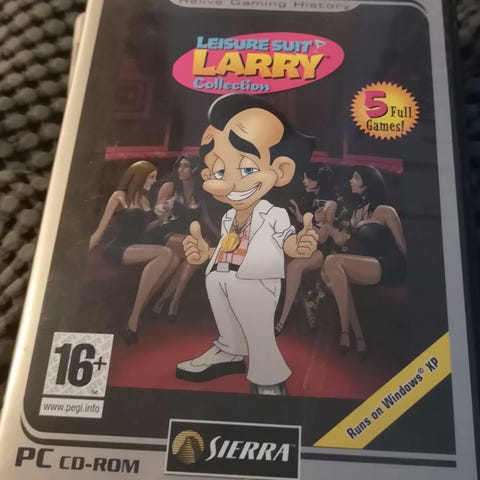 Relive Gaming History
LEISURE SUIT
LARRY
Collection
5 Full
Games!
16+
www.pegi.info
Runs on Windows® XP
PC CD-ROM
SIERRA™